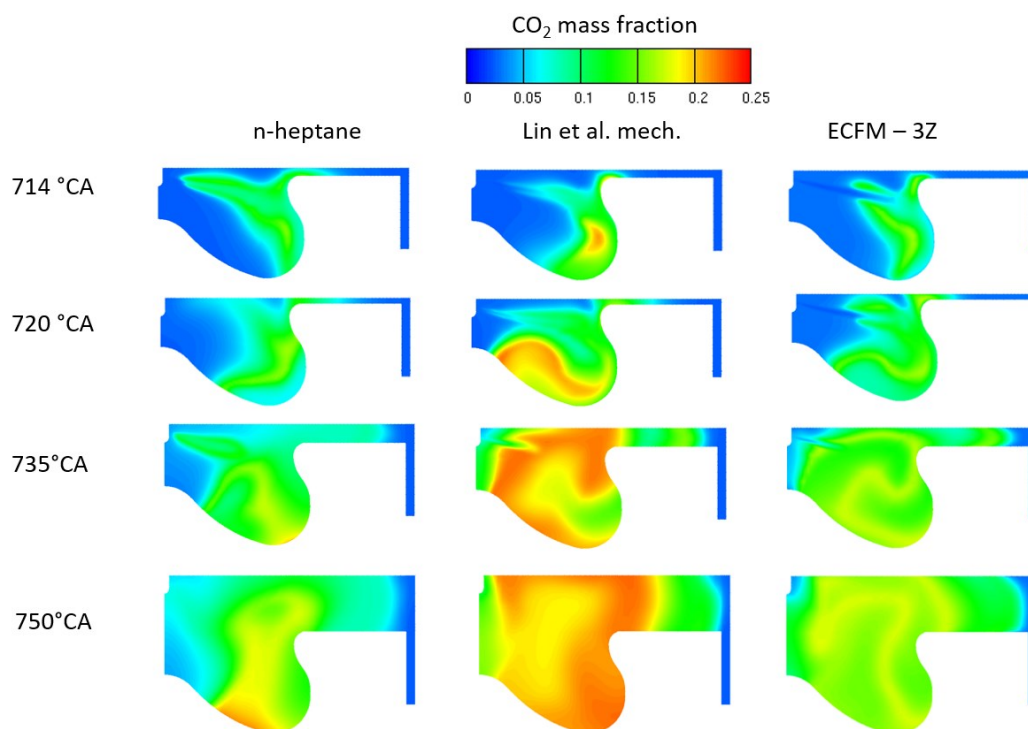 CO₂ mass fraction
0 0.05 0.1 0.15 0.2 0.25
n-heptane Lin et al. mech. ECFM – 3Z
714 °CA
720 °CA
735°CA
750°CA